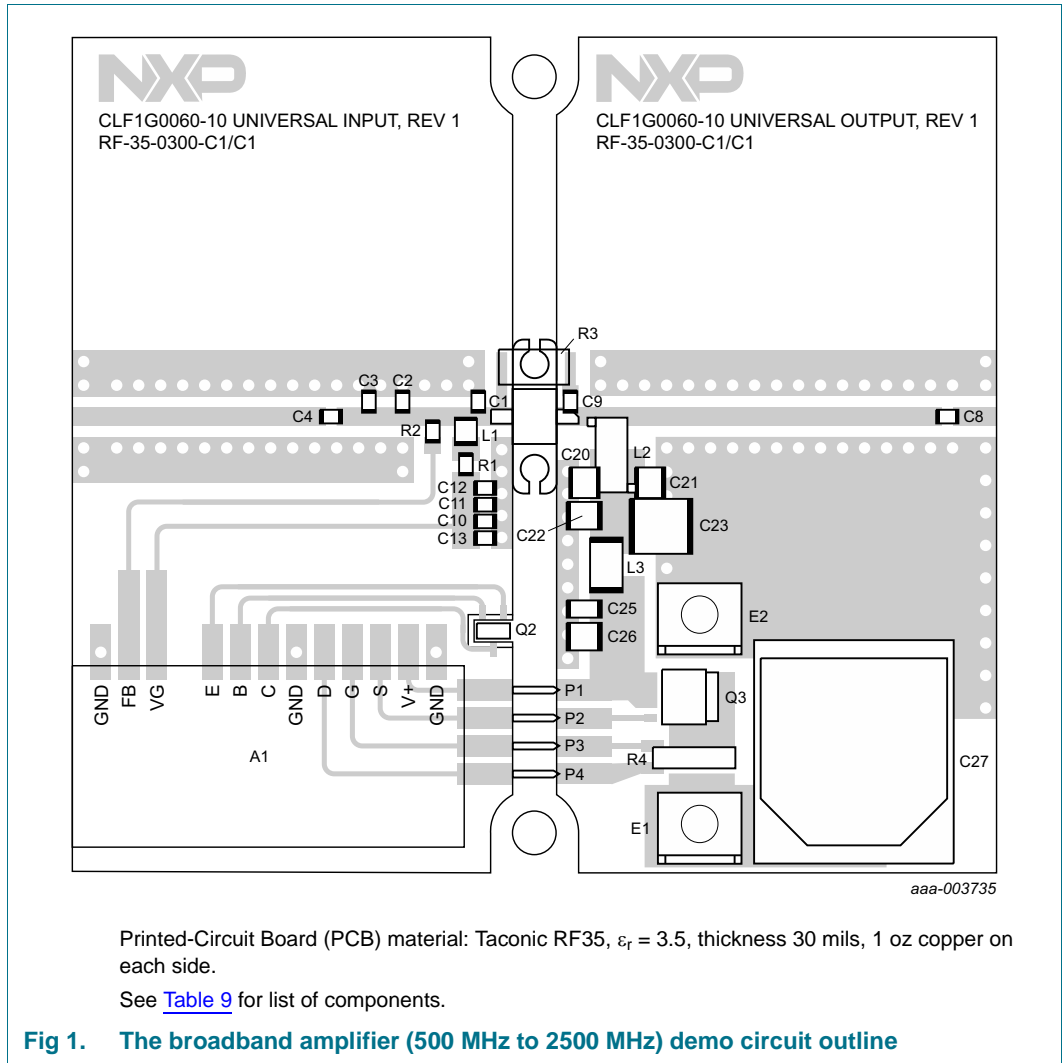 NXP
CLF1G0060-10 UNIVERSAL INPUT, REV 1
RF-35-0300-C1/C1
NXP
CLF1G0060-10 UNIVERSAL OUTPUT, REV 1
RF-35-0300-C1/C1
R3
C3
C2
C1
C9
C4
C8
R2
L1
C20
L2
R1
C12
C21
C11
C10
C22
C23
C13
L3
C25
E2
Q2
C26
GND
FB
VG
E
B
C
GND
D
G
S
V+
GND
P1
Q3
P2
P3
A1
R4
C27
P4
E1
aaa-003735
Printed-Circuit Board (PCB) material: Taconic RF35, εr = 3.5, thickness 30 mils, 1 oz copper on
each side.
See Table 9 for list of components.
Fig 1. The broadband amplifier (500 MHz to 2500 MHz) demo circuit outline